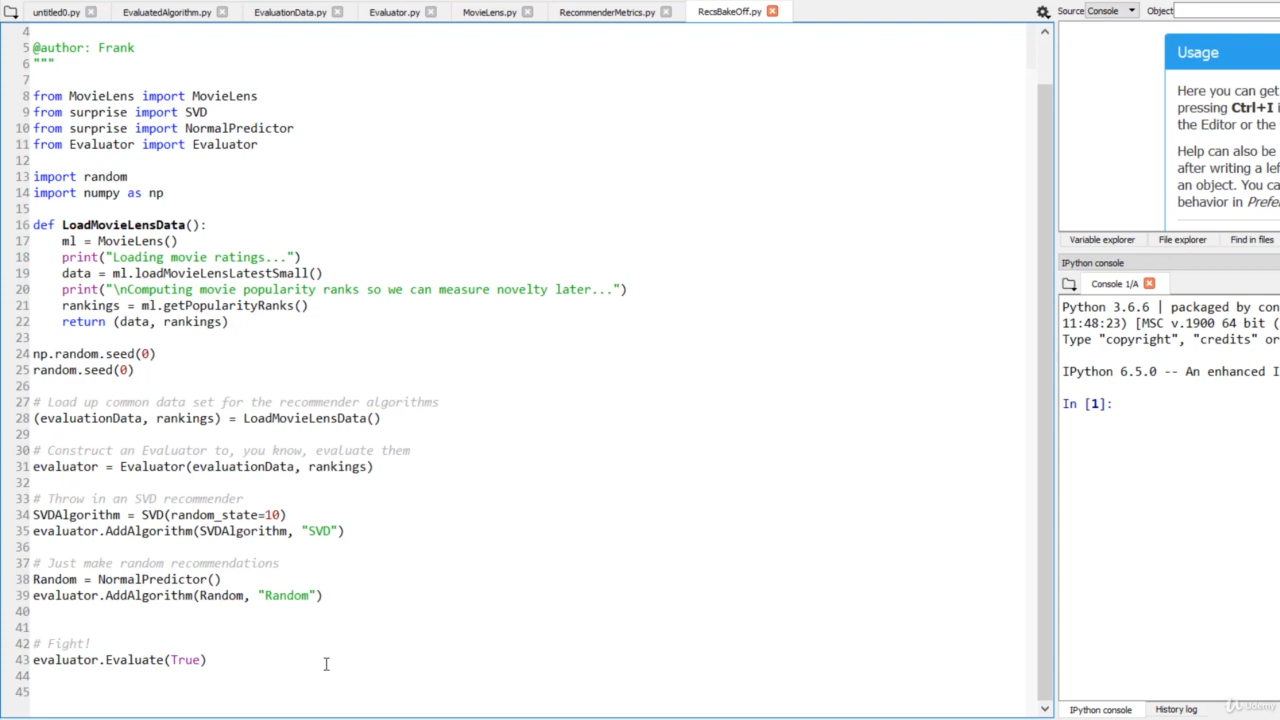 untitled0.py
EvaluatedAlgorithm.py
EvaluationData.py
Evaluator.py
MovieLens.py
RecommenderMetrics.py
RecsBakeOff.py
4
5 @author: Frank
6 """
7
8 from MovieLens import MovieLens
9 from surprise import SVD
10 from surprise import NormalPredictor
11 from Evaluator import Evaluator
12
13 import random
14 import numpy as np
15
16 def LoadMovieLensData():
17     ml = MovieLens()
18     print("Loading movie ratings...")
19     data = ml.loadMovieLensLatestSmall()
20     print("\nComputing movie popularity ranks so we can measure novelty later...")
21     rankings = ml.getPopularityRanks()
22     return (data, rankings)
23
24 np.random.seed(0)
25 random.seed(0)
26
27 # Load up common data set for the recommender algorithms
28 (evaluationData, rankings) = LoadMovieLensData()
29
30 # Construct an Evaluator to, you know, evaluate them
31 evaluator = Evaluator(evaluationData, rankings)
32
33 # Throw in an SVD recommender
34 SVDAlgorithm = SVD(random_state=10)
35 evaluator.AddAlgorithm(SVDAlgorithm, "SVD")
36
37 # Just make random recommendations
38 Random = NormalPredictor()
39 evaluator.AddAlgorithm(Random, "Random")
40
41
42 # Fight!
43 evaluator.Evaluate(True)
44
45
Source Console Object
Usage
Here you can get
pressing Ctrl+I i
the Editor or the
Help can also be
after writing a lef
an object. You ca
behavior in Prefer
Variable explorer File explorer Find in files
IPython console
Console 1/A
Python 3.6.6 | packaged by con
11:48:23) [MSC v.1900 64 bit (
Type "copyright", "credits" or
IPython 6.5.0 -- An enhanced I
In [1]:
IPython console History log
Udemy